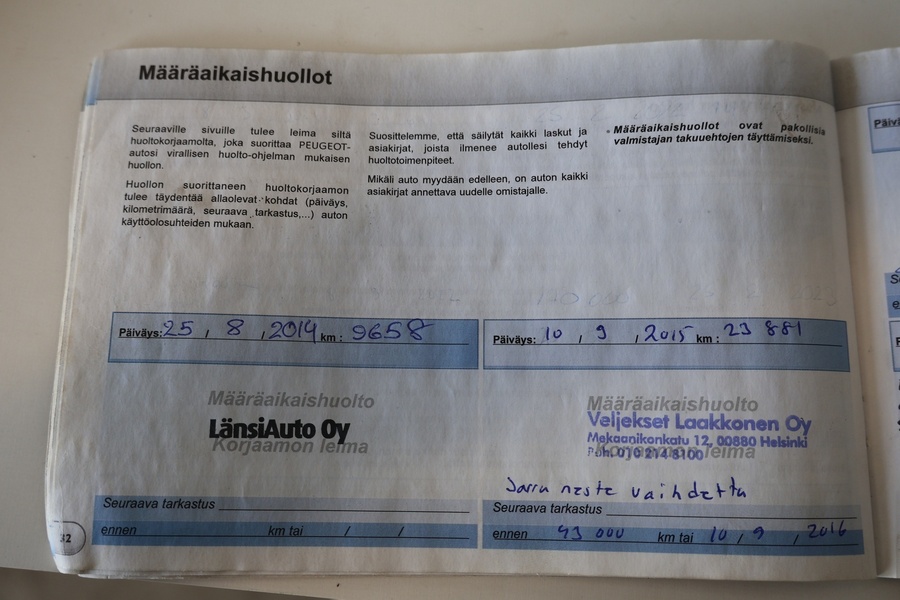 Määräaikaishuollot
Seuraaville sivuille tulee leima siltä
huoltokorjaamolta, joka suorittaa PEUGEOT-
autosi virallisen huolto-ohjelman mukaisen
huollon.
Huollon suorittaneen huoltokorjaamon
tulee täydentää allaolevat kohdat (päiväys,
kilometrimäärä, seuraava tarkastus,...) auton
käyttöolosuhteiden mukaan.
Suosittelemme, että säilytät kaikki laskut ja
asiakirjat, joista ilmenee autollesi tehdyt
huoltotoimenpiteet.
Mikäli auto myydään edelleen, on auton kaikki
asiakirjat annettava uudelle omistajalle.
• Määräaikaishuollot ovat pakollisia
valmistajan takuuehtojen täyttämiseksi.
Päiväys: 25 / 8 / 2014 km : 9658
Määräaikaishuolto
LänsiAuto Oy
Korjaamon leima
Seuraava tarkastus
ennen km tai / /
Päiväys: 10 / 9 / 2015 km : 23 881
Määräaikaishuolto
Veljekset Laakkonen Oy
Mekaanikonkatu 12, 00880 Helsinki
Puh. 010 214 8100
Korjaamon leima
Jarru neste vaihdettu
Seuraava tarkastus
ennen 43 000 km tai 10 / 9 / 2016
32